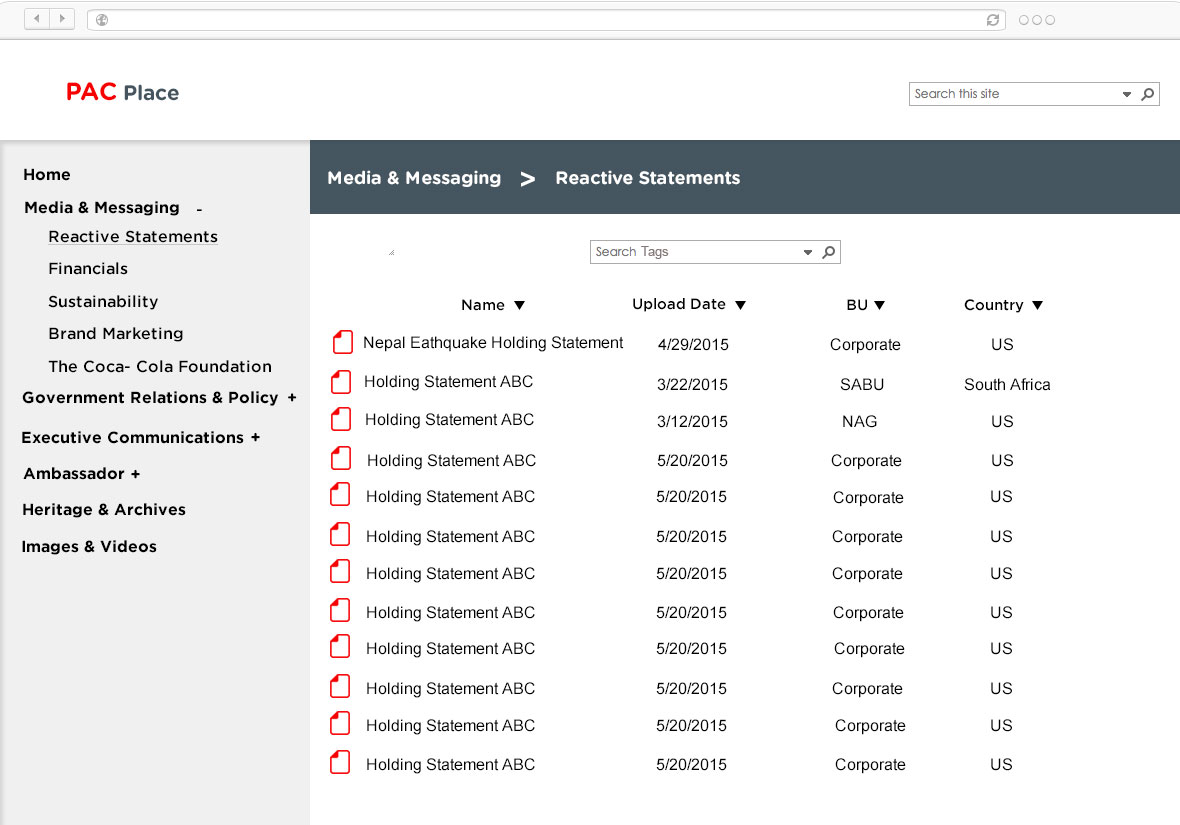 PAC Place
Search this site
Home
Media & Messaging -
Reactive Statements
Financials
Sustainability
Brand Marketing
The Coca- Cola Foundation
Government Relations & Policy +
Executive Communications +
Ambassador +
Heritage & Archives
Images & Videos
Media & Messaging > Reactive Statements
Search Tags
Name ▼ Upload Date ▼ BU ▼ Country ▼
Nepal Eathquake Holding Statement 4/29/2015 Corporate US
Holding Statement ABC 3/22/2015 SABU South Africa
Holding Statement ABC 3/12/2015 NAG US
Holding Statement ABC 5/20/2015 Corporate US
Holding Statement ABC 5/20/2015 Corporate US
Holding Statement ABC 5/20/2015 Corporate US
Holding Statement ABC 5/20/2015 Corporate US
Holding Statement ABC 5/20/2015 Corporate US
Holding Statement ABC 5/20/2015 Corporate US
Holding Statement ABC 5/20/2015 Corporate US
Holding Statement ABC 5/20/2015 Corporate US
Holding Statement ABC 5/20/2015 Corporate US